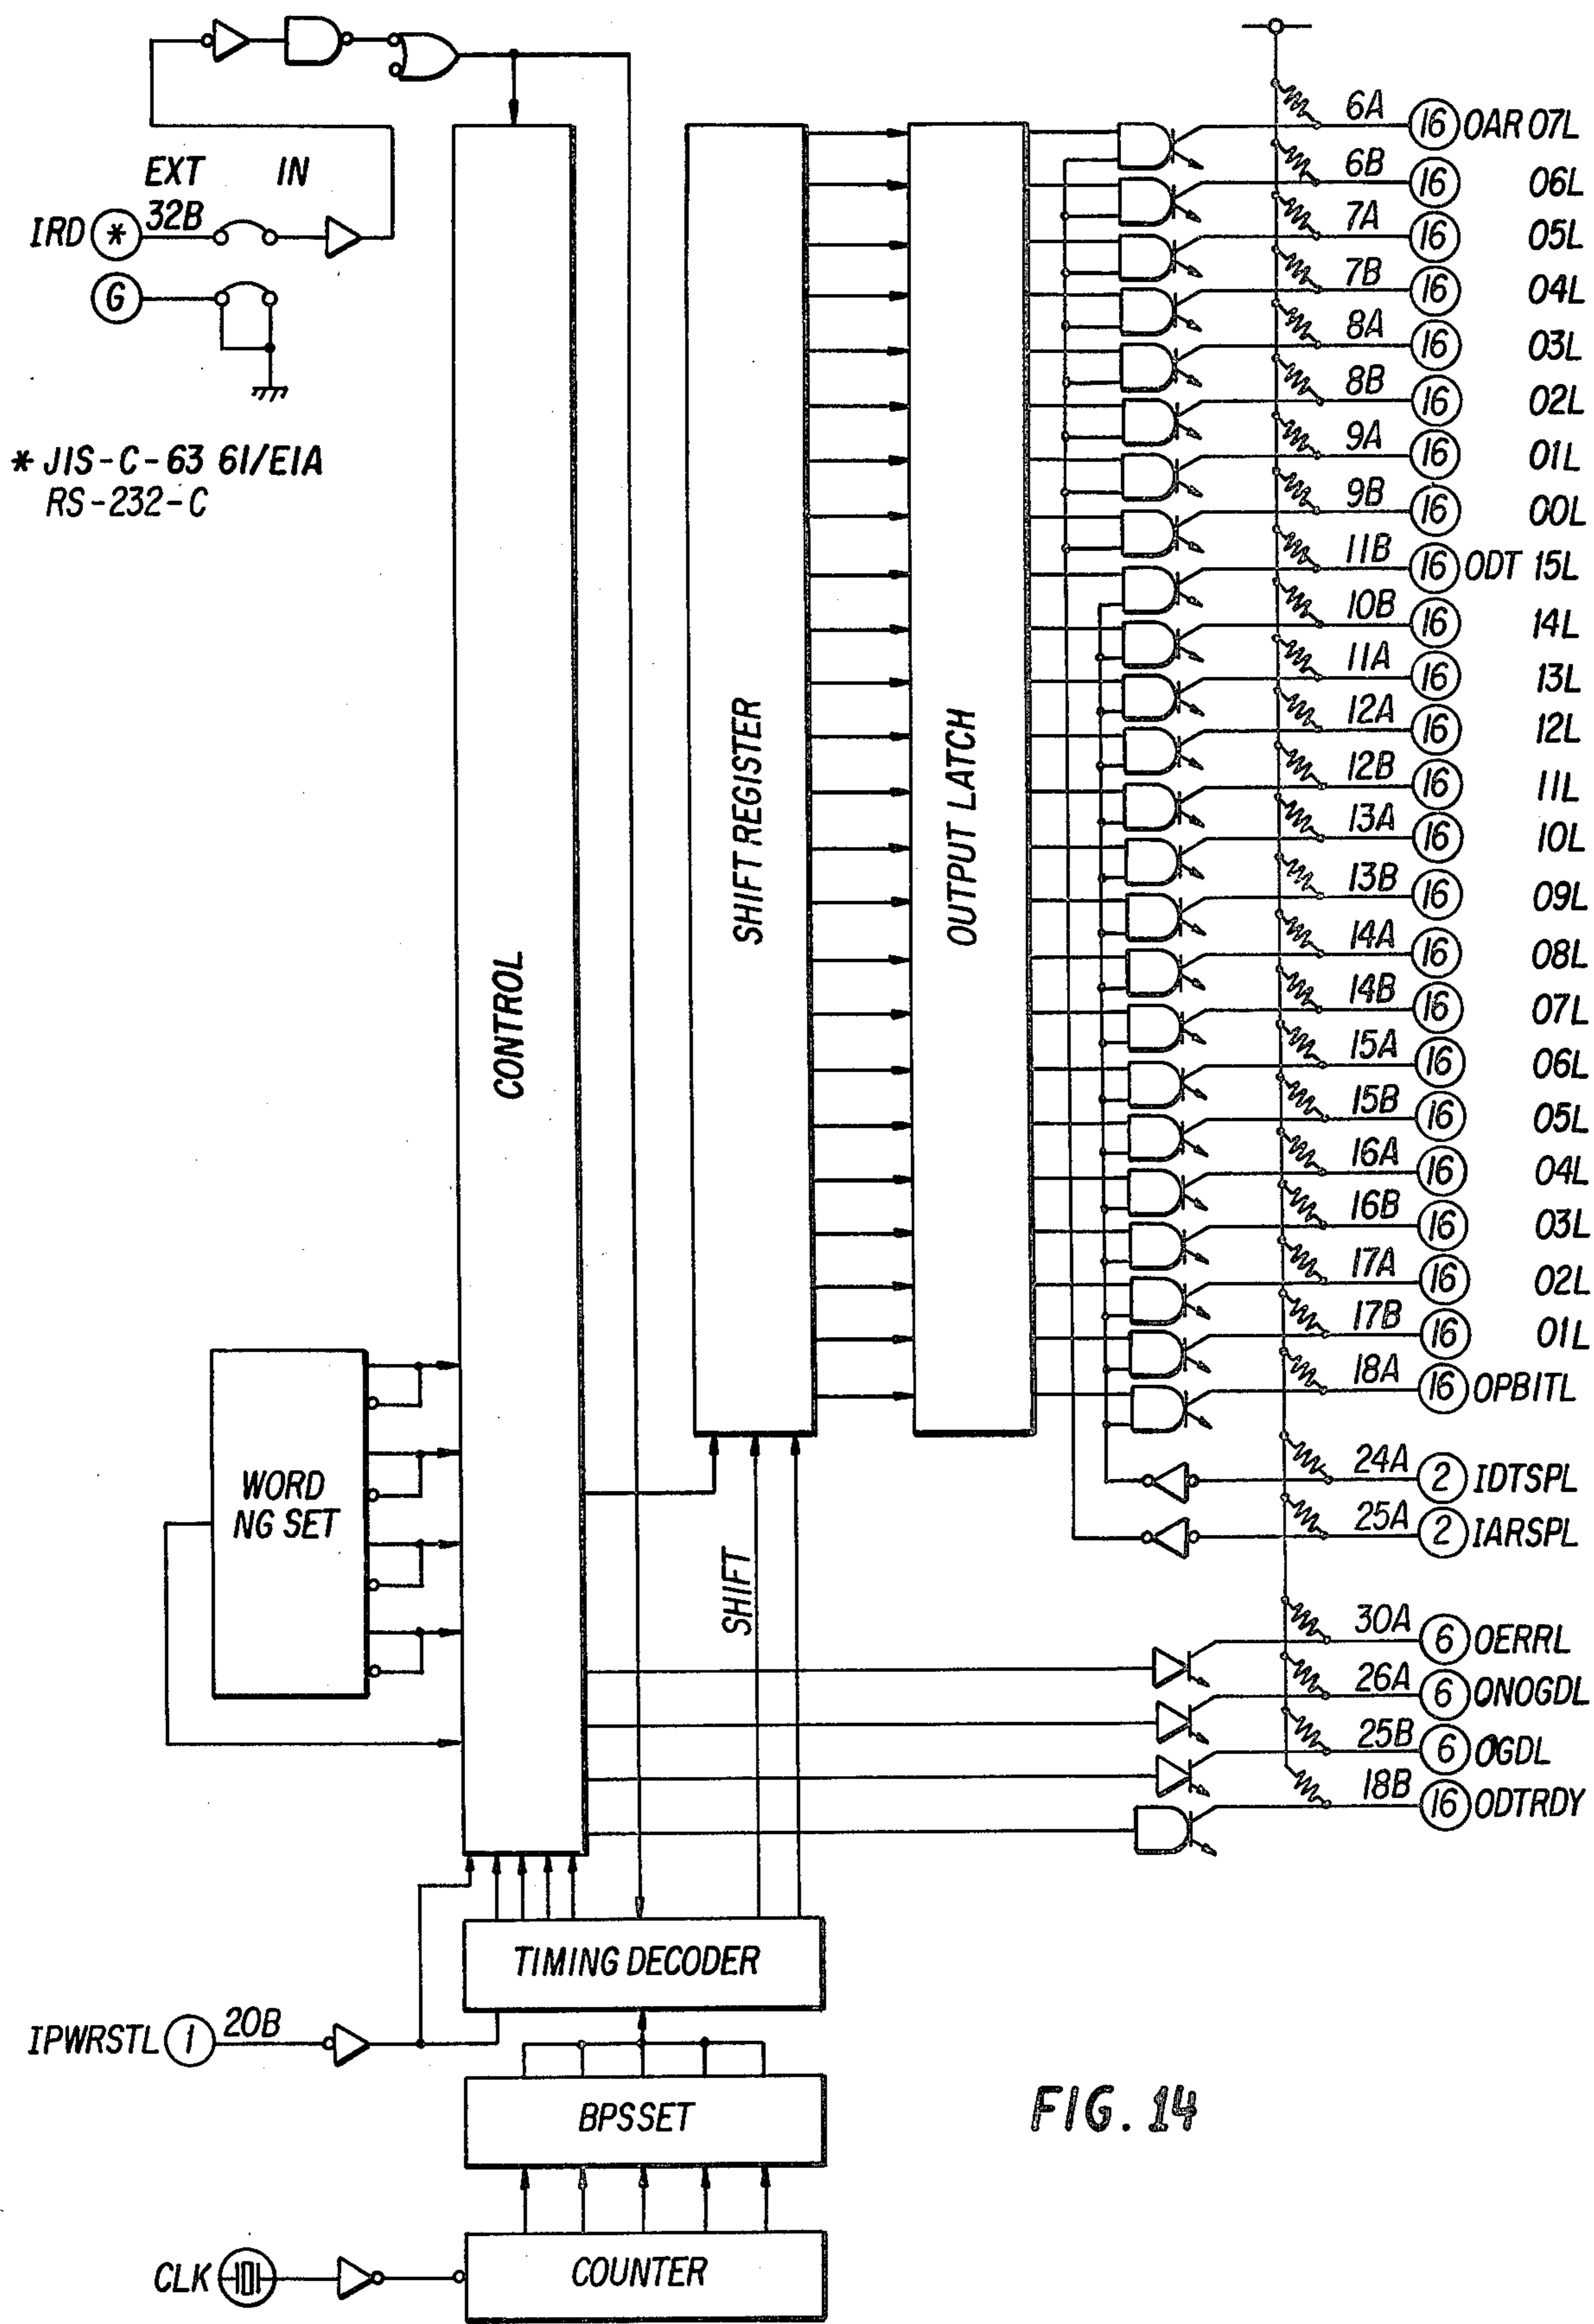 6A 16 OAR 07L
6B 16 06L
7A 16 05L
7B 16 04L
8A 16 03L
8B 16 02L
9A 16 01L
9B 16 00L
11B 16 ODT 15L
10B 16 14L
11A 16 13L
12A 16 12L
12B 16 11L
13A 16 10L
13B 16 09L
14A 16 08L
14B 16 07L
15A 16 06L
15B 16 05L
16A 16 04L
16B 16 03L
17A 16 02L
17B 16 01L
18A 16 OPBITL
24A 2 IDTSPL
25A 2 IARSPL
30A 6 OERRL
26A 6 ONOGDL
25B 6 OGDL
18B 16 ODTRDY
EXT IN
IRD * 32B
G
* JIS-C-63 61/EIA
RS-232-C
CONTROL
SHIFT REGISTER
OUTPUT LATCH
WORD
NG SET
SHIFT
TIMING DECODER
IPWRSTL 1 20B
BPSSET
COUNTER
CLK
FIG. 14